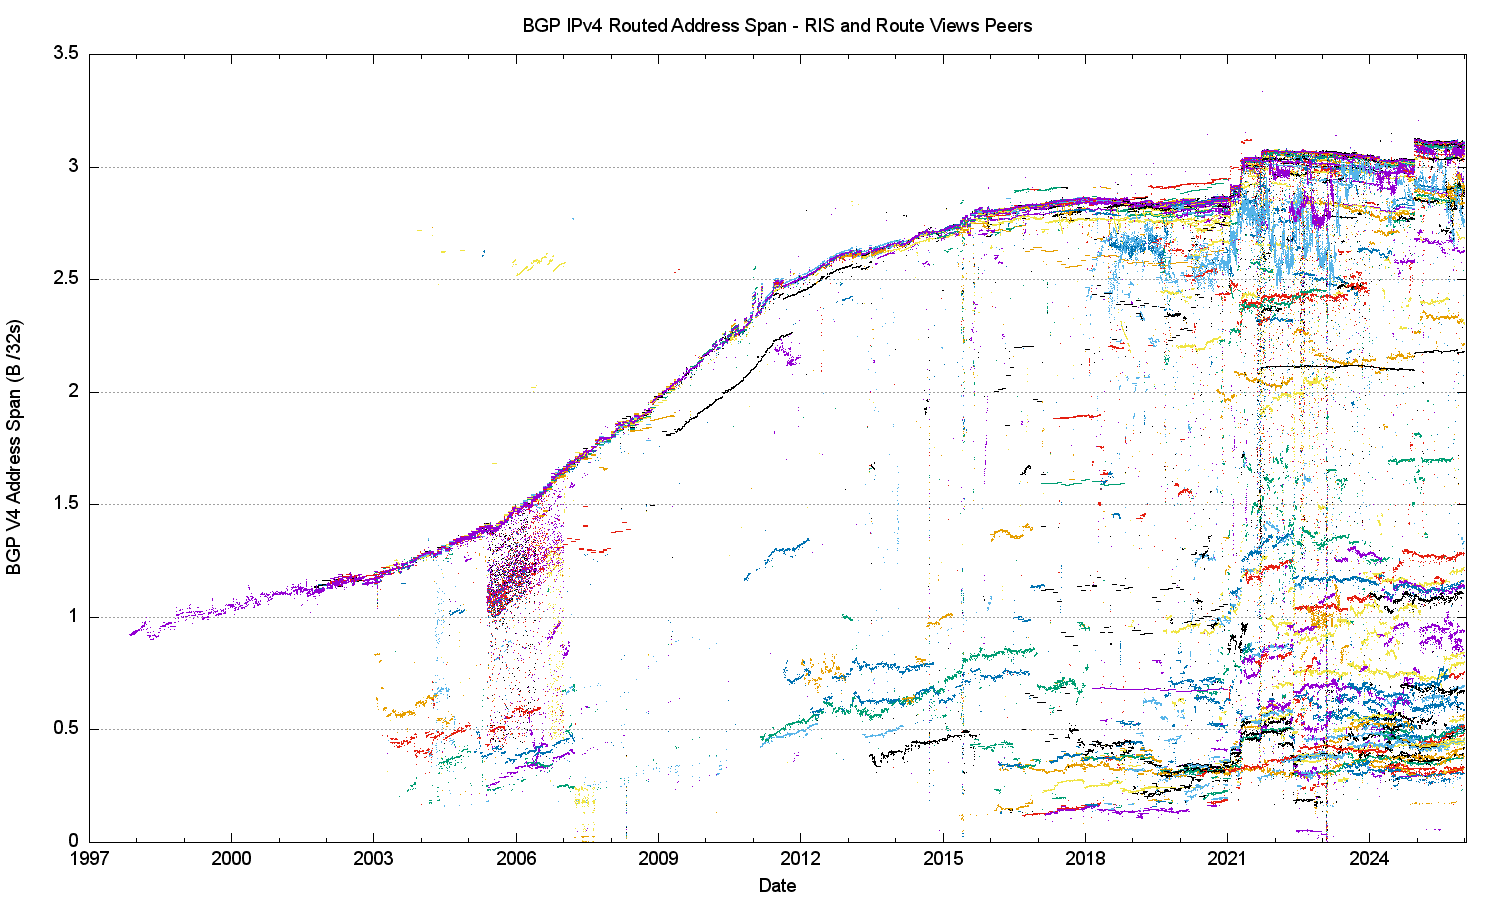 BGP IPv4 Routed Address Span - RIS and Route Views Peers
3.5
3
2.5
2
1.5
1
0.5
0
BGP V4 Address Span (B /32s)
1997 2000 2003 2006 2009 2012 2015 2018 2021 2024
Date